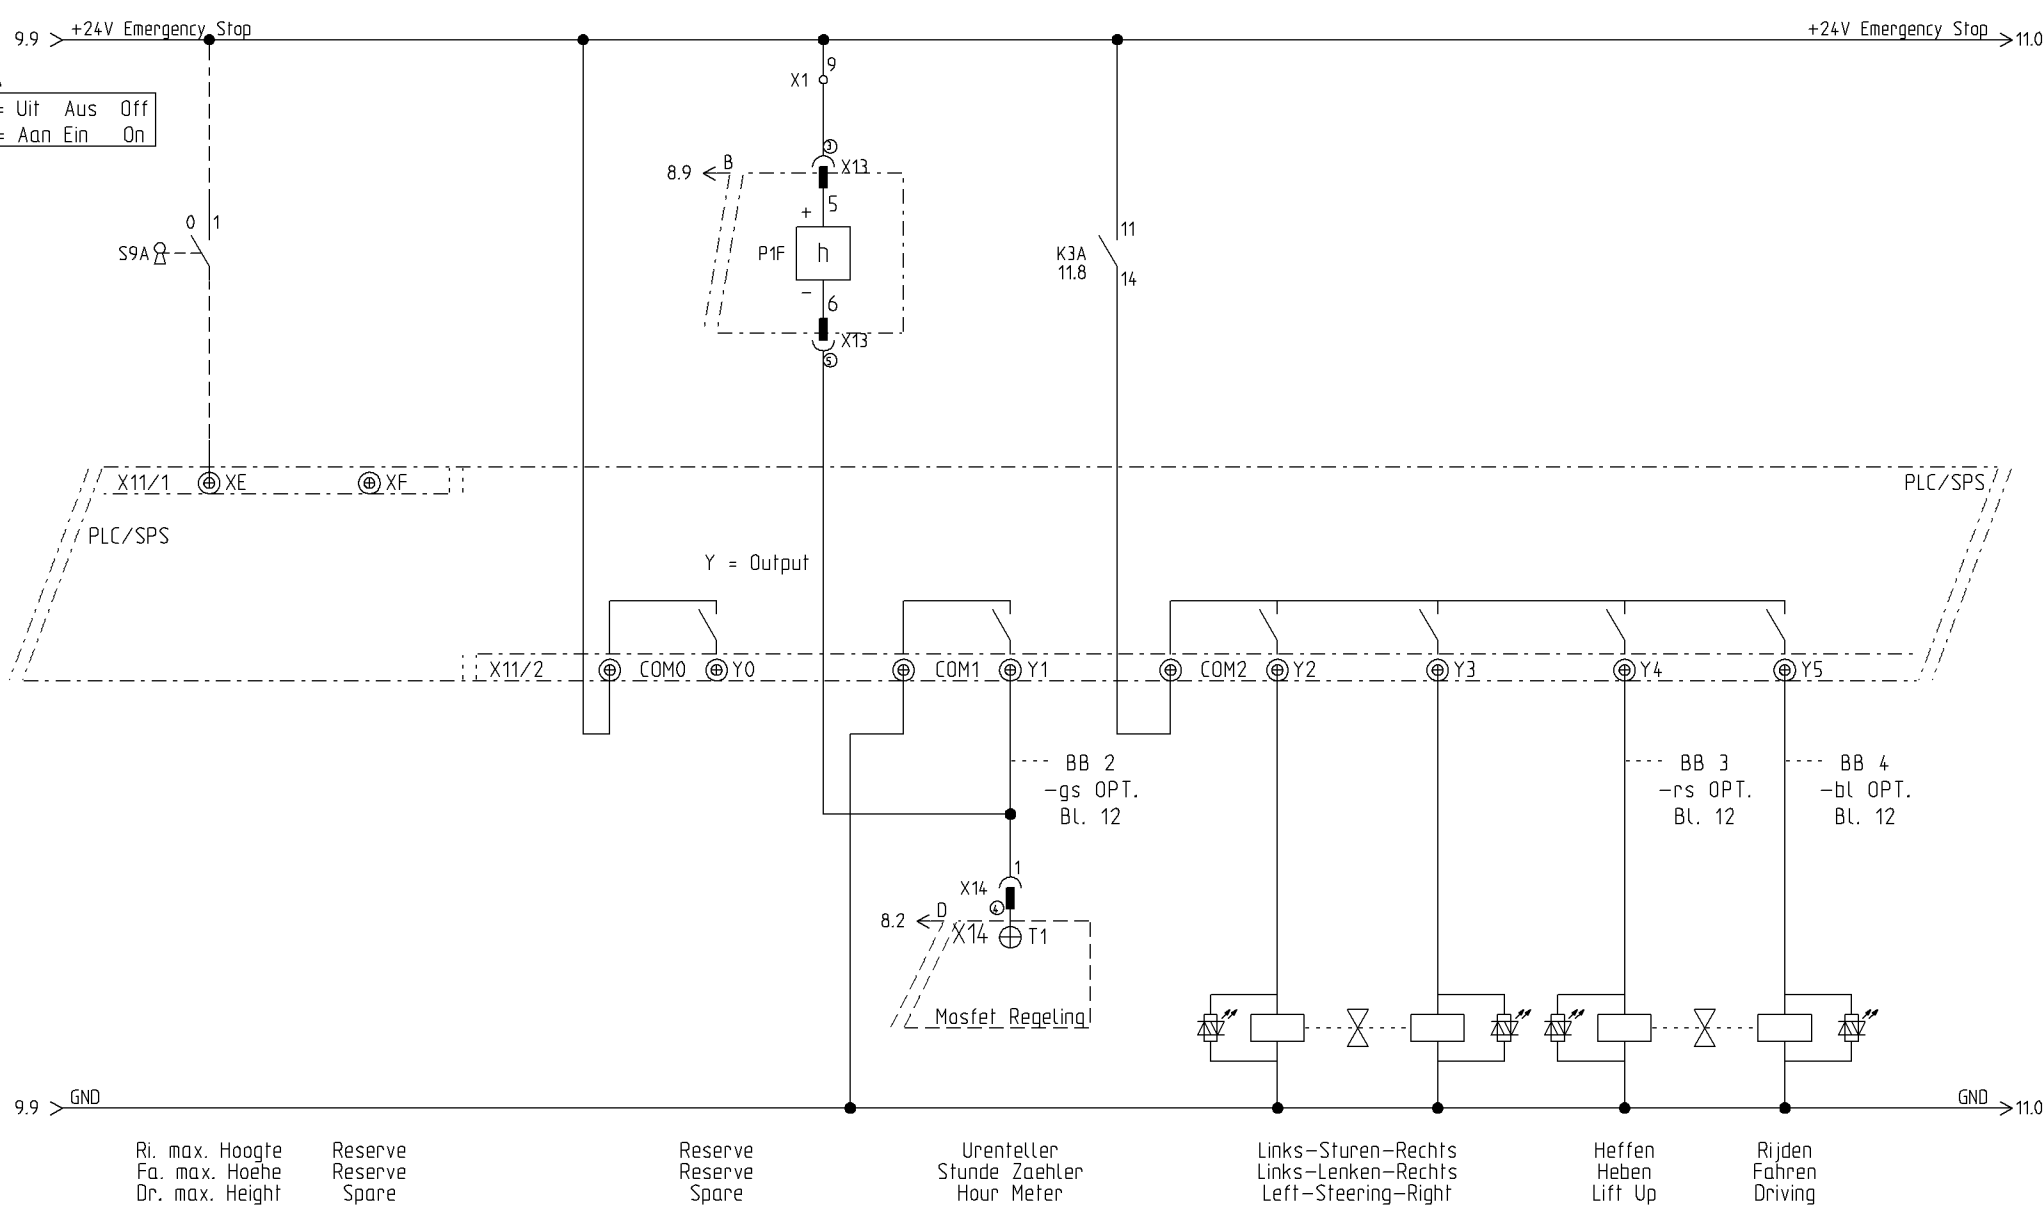 9.9 +24V Emergency Stop
+24V Emergency Stop 11.0
= Uit Aus Off
= Aan Ein On
9
X1
3
X13
8.9 B
5
+
P1F h
-
6
X13
5
0 1
S9A
11
K3A
11.8
14
X11/1 XE XF
PLC/SPS
PLC/SPS
Y = Output
X11/2 COM0 Y0 COM1 Y1 COM2 Y2 Y3 Y4 Y5
BB 2
-gs OPT.
Bl. 12
BB 3
-rs OPT.
Bl. 12
BB 4
-bl OPT.
Bl. 12
1
X14
4
8.2 D
X14 T1
Mosfet Regeling
9.9 GND
GND 11.0
Ri. max. Hoogte Reserve Reserve Urenteller Links-Sturen-Rechts Heffen Rijden
Fa. max. Hoehe Reserve Reserve Stunde Zaehler Links-Lenken-Rechts Heben Fahren
Dr. max. Height Spare Spare Hour Meter Left-Steering-Right Lift Up Driving